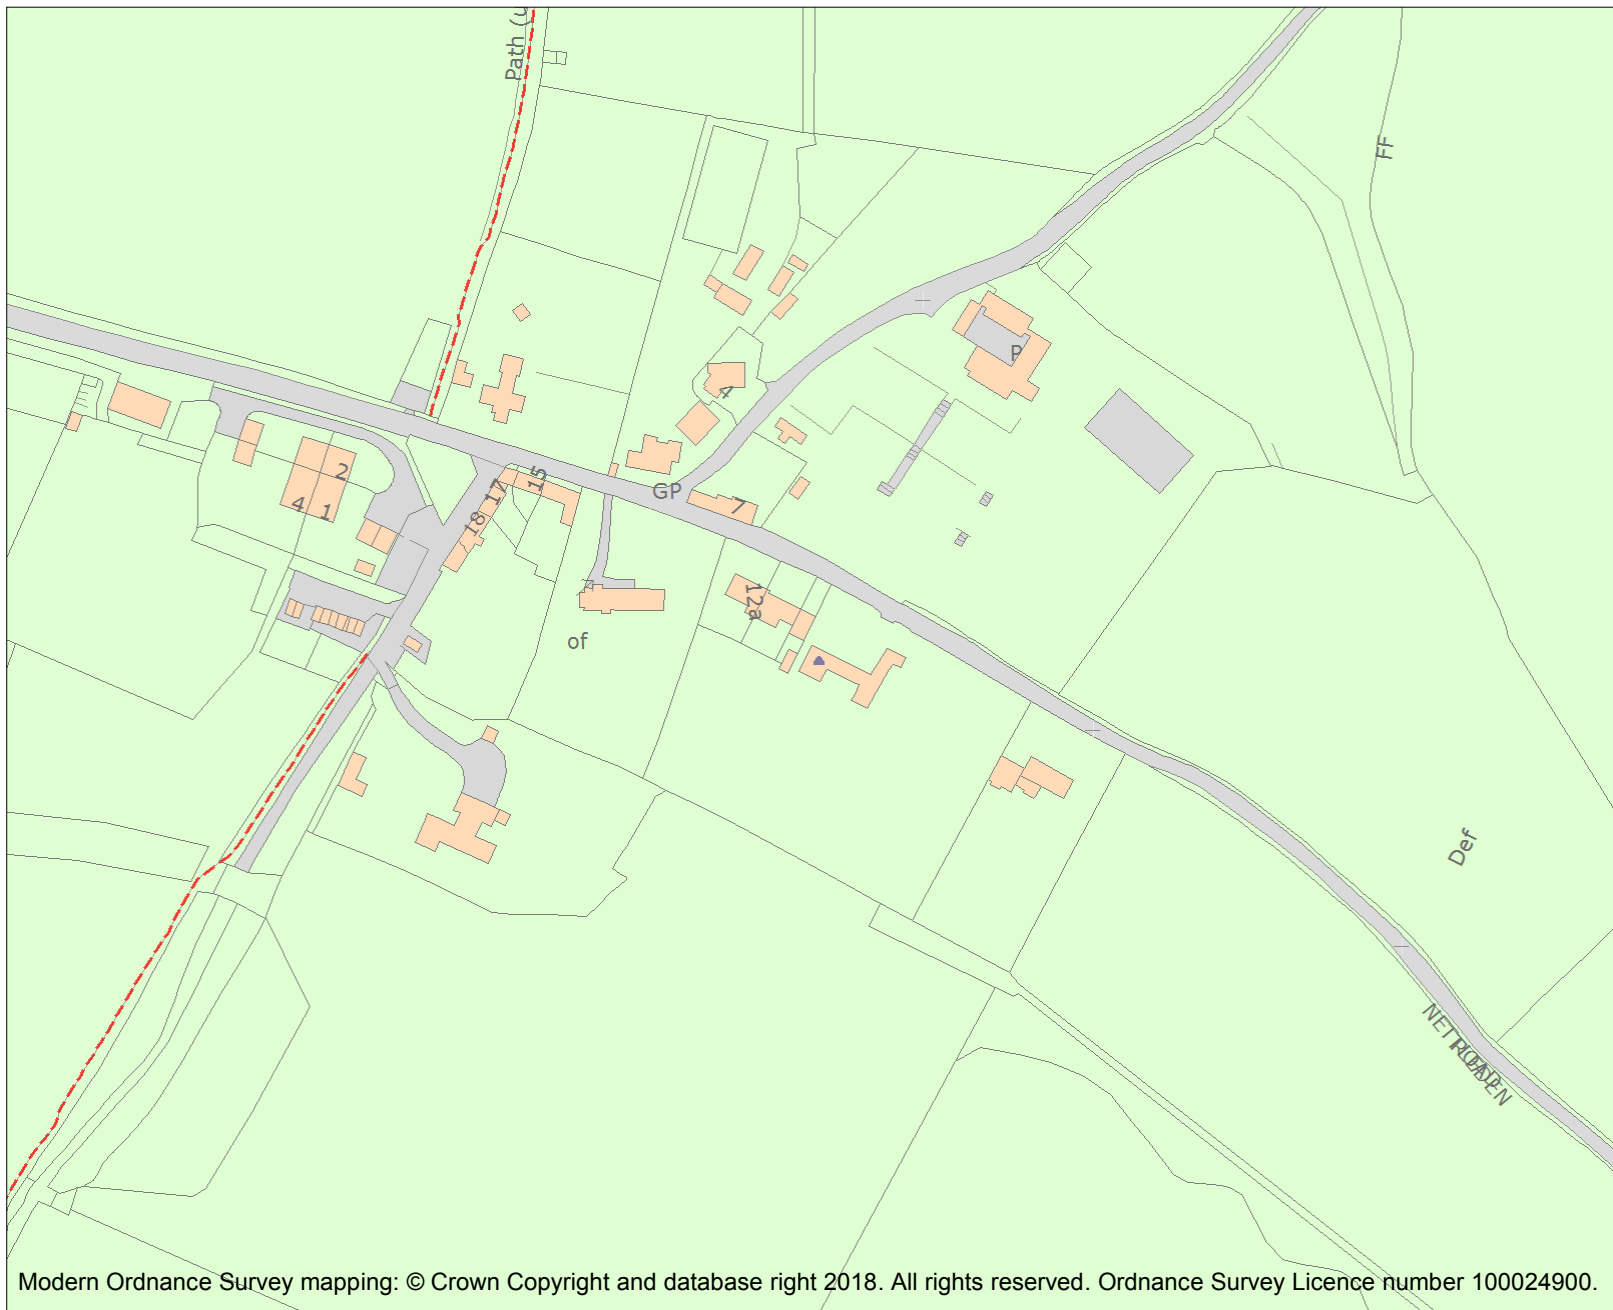 Path (u
FF
P
4
2
4
1
15
17
18
GP
7
12a
of
Def
NETTLEDEN
ROAD
Modern Ordnance Survey mapping: © Crown Copyright and database right 2018. All rights reserved. Ordnance Survey Licence number 100024900.